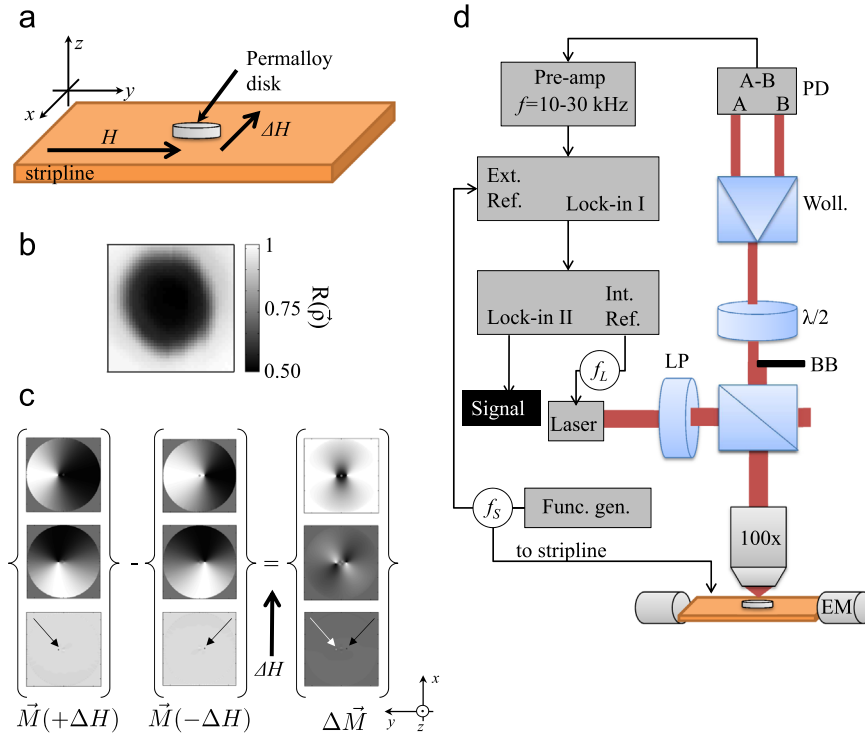 a
z
y
x
Permalloy
disk
H
ΔH
stripline
b
1
0.75
0.50
R(ρ⃗)
c
-
=
ΔH
M⃗(+ΔH)
M⃗(-ΔH)
ΔM⃗
x
y
z
d
Pre-amp
f=10-30 kHz
A-B
A B
PD
Ext.
Ref.
Lock-in I
Woll.
Int.
Ref.
Lock-in II
λ/2
BB
LP
f_L
Signal
Laser
f_S
Func. gen.
to stripline
100x
EM